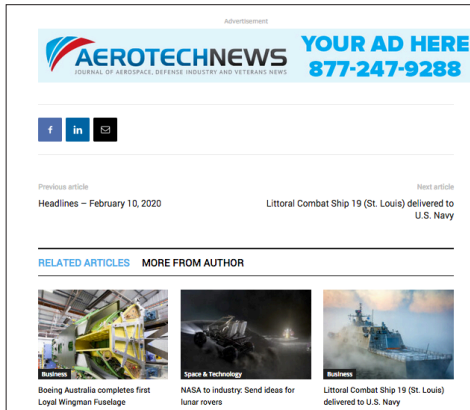 Advertisement
AEROTECHNEWS
JOURNAL OF AEROSPACE, DEFENSE INDUSTRY AND VETERANS NEWS
YOUR AD HERE
877-247-9288
f in
Previous article
Next article
Headlines – February 10, 2020
Littoral Combat Ship 19 (St. Louis) delivered to
U.S. Navy
RELATED ARTICLES MORE FROM AUTHOR
Business
Space & Technology
Business
Boeing Australia completes first
Loyal Wingman Fuselage
NASA to industry: Send ideas for
lunar rovers
Littoral Combat Ship 19 (St. Louis)
delivered to U.S. Navy